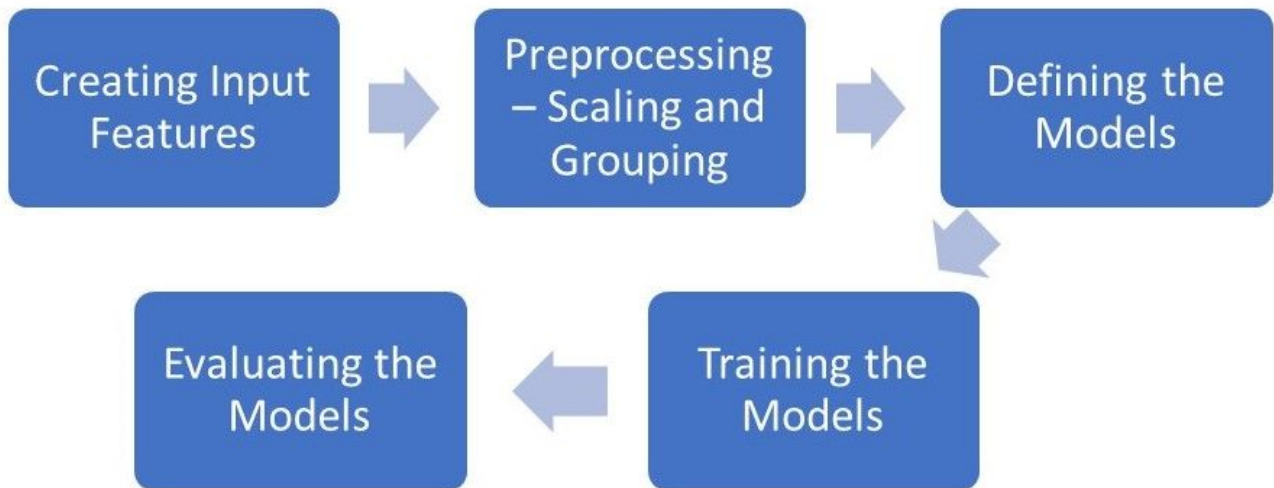 Creating Input
Features
Preprocessing
– Scaling and
Grouping
Defining the
Models
Training the
Models
Evaluating the
Models